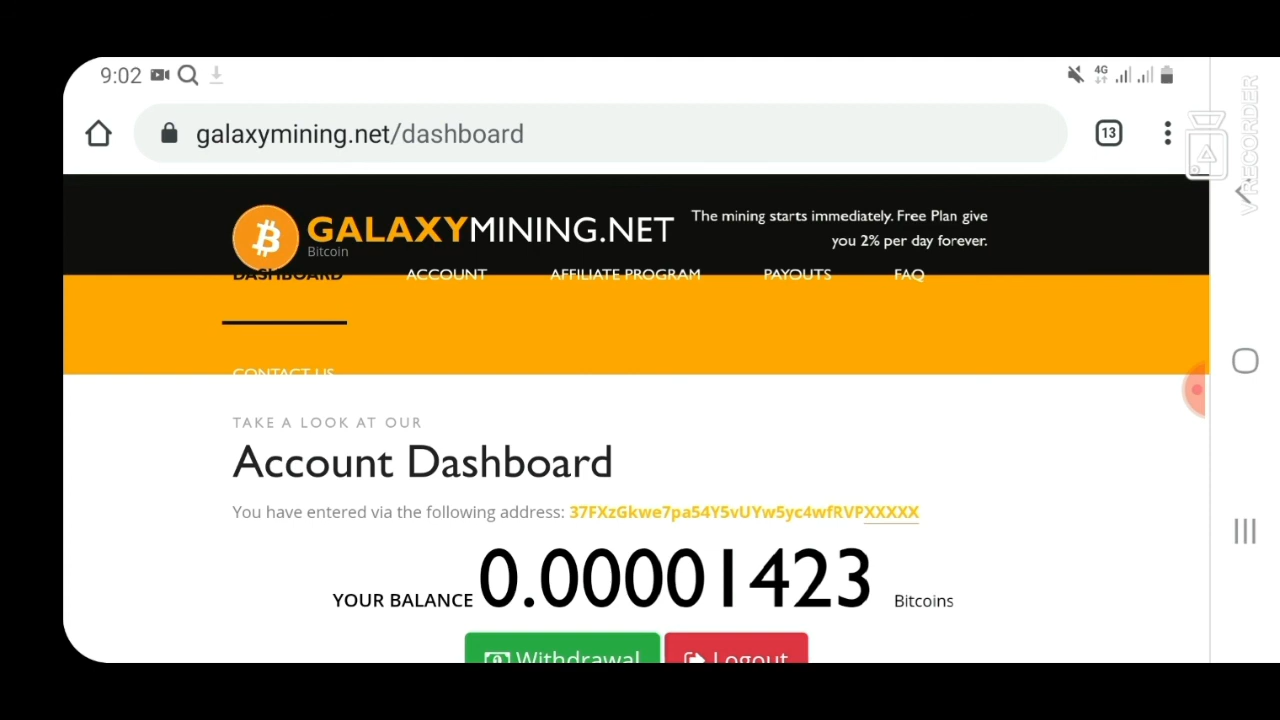 9:02
4G
galaxymining.net/dashboard
13
VRECORDER
GALAXYMINING.NET
Bitcoin
The mining starts immediately. Free Plan give
you 2% per day forever.
DASHBOARD
ACCOUNT
AFFILIATE PROGRAM
PAYOUTS
FAQ
CONTACT US
TAKE A LOOK AT OUR
Account Dashboard
You have entered via the following address: 37FXzGkwe7pa54Y5vUYw5yc4wfRVPXXXXX
YOUR BALANCE 0.00001423 Bitcoins
Withdrawal
Logout